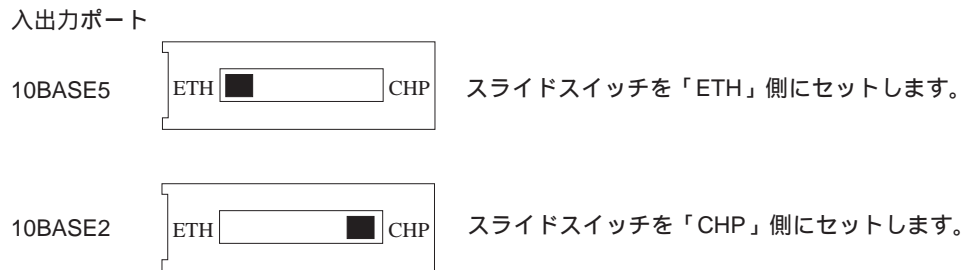 入出力ポート
10BASE5 ETH CHP スライドスイッチを「ETH」側にセットします。
10BASE2 ETH CHP スライドスイッチを「CHP」側にセットします。